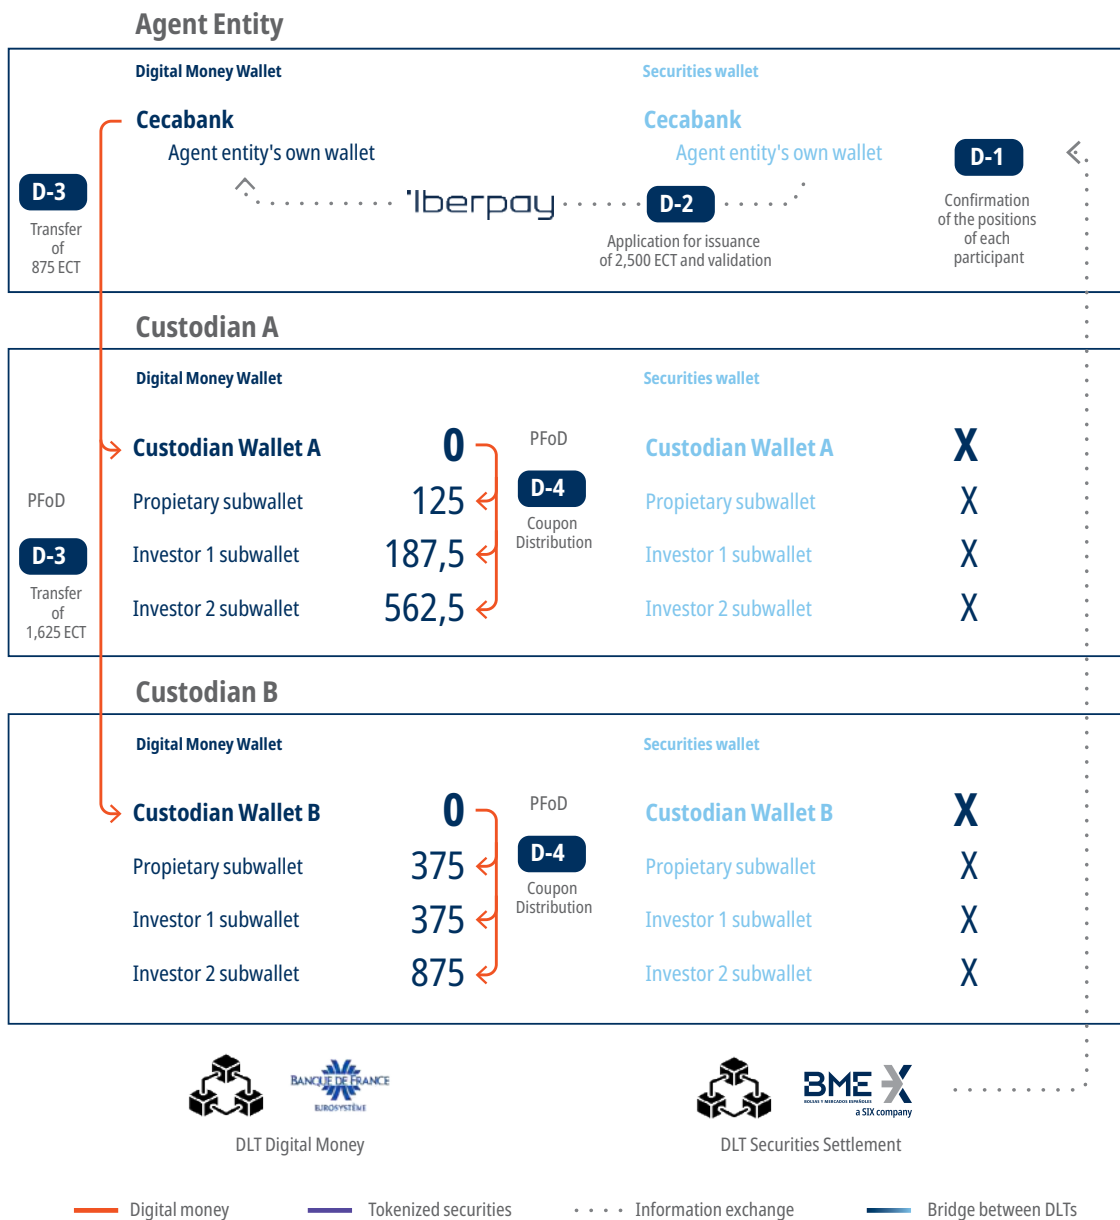 Agent Entity
Digital Money Wallet
Securities wallet
Cecabank
Cecabank
Agent entity's own wallet
Agent entity's own wallet
D-1
D-3
Iberpay
D-2
Transfer
of
875 ECT
Application for issuance
of 2,500 ECT and validation
Confirmation
of the positions
of each
participant
Custodian A
Digital Money Wallet
Securities wallet
Custodian Wallet A
0
PFoD
Custodian Wallet A
X
PFoD
Propietary subwallet
125
D-4
Propietary subwallet
X
Coupon
Distribution
D-3
Investor 1 subwallet
187,5
Investor 1 subwallet
X
Transfer
of
1,625 ECT
Investor 2 subwallet
562,5
Investor 2 subwallet
X
Custodian B
Digital Money Wallet
Securities wallet
Custodian Wallet B
0
PFoD
Custodian Wallet B
X
Propietary subwallet
375
D-4
Propietary subwallet
X
Coupon
Distribution
Investor 1 subwallet
375
Investor 1 subwallet
X
Investor 2 subwallet
875
Investor 2 subwallet
X
BANQUE DE FRANCE
EUROSYSTÈME
BME X
BOLSAS Y MERCADOS ESPAÑOLES
a SIX company
DLT Digital Money
DLT Securities Settlement
Digital money
Tokenized securities
Information exchange
Bridge between DLTs